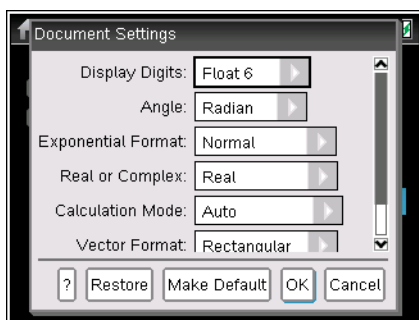 Document Settings
Display Digits: Float 6
Angle: Radian
Exponential Format: Normal
Real or Complex: Real
Calculation Mode: Auto
Vector Format: Rectangular
? Restore Make Default OK Cancel